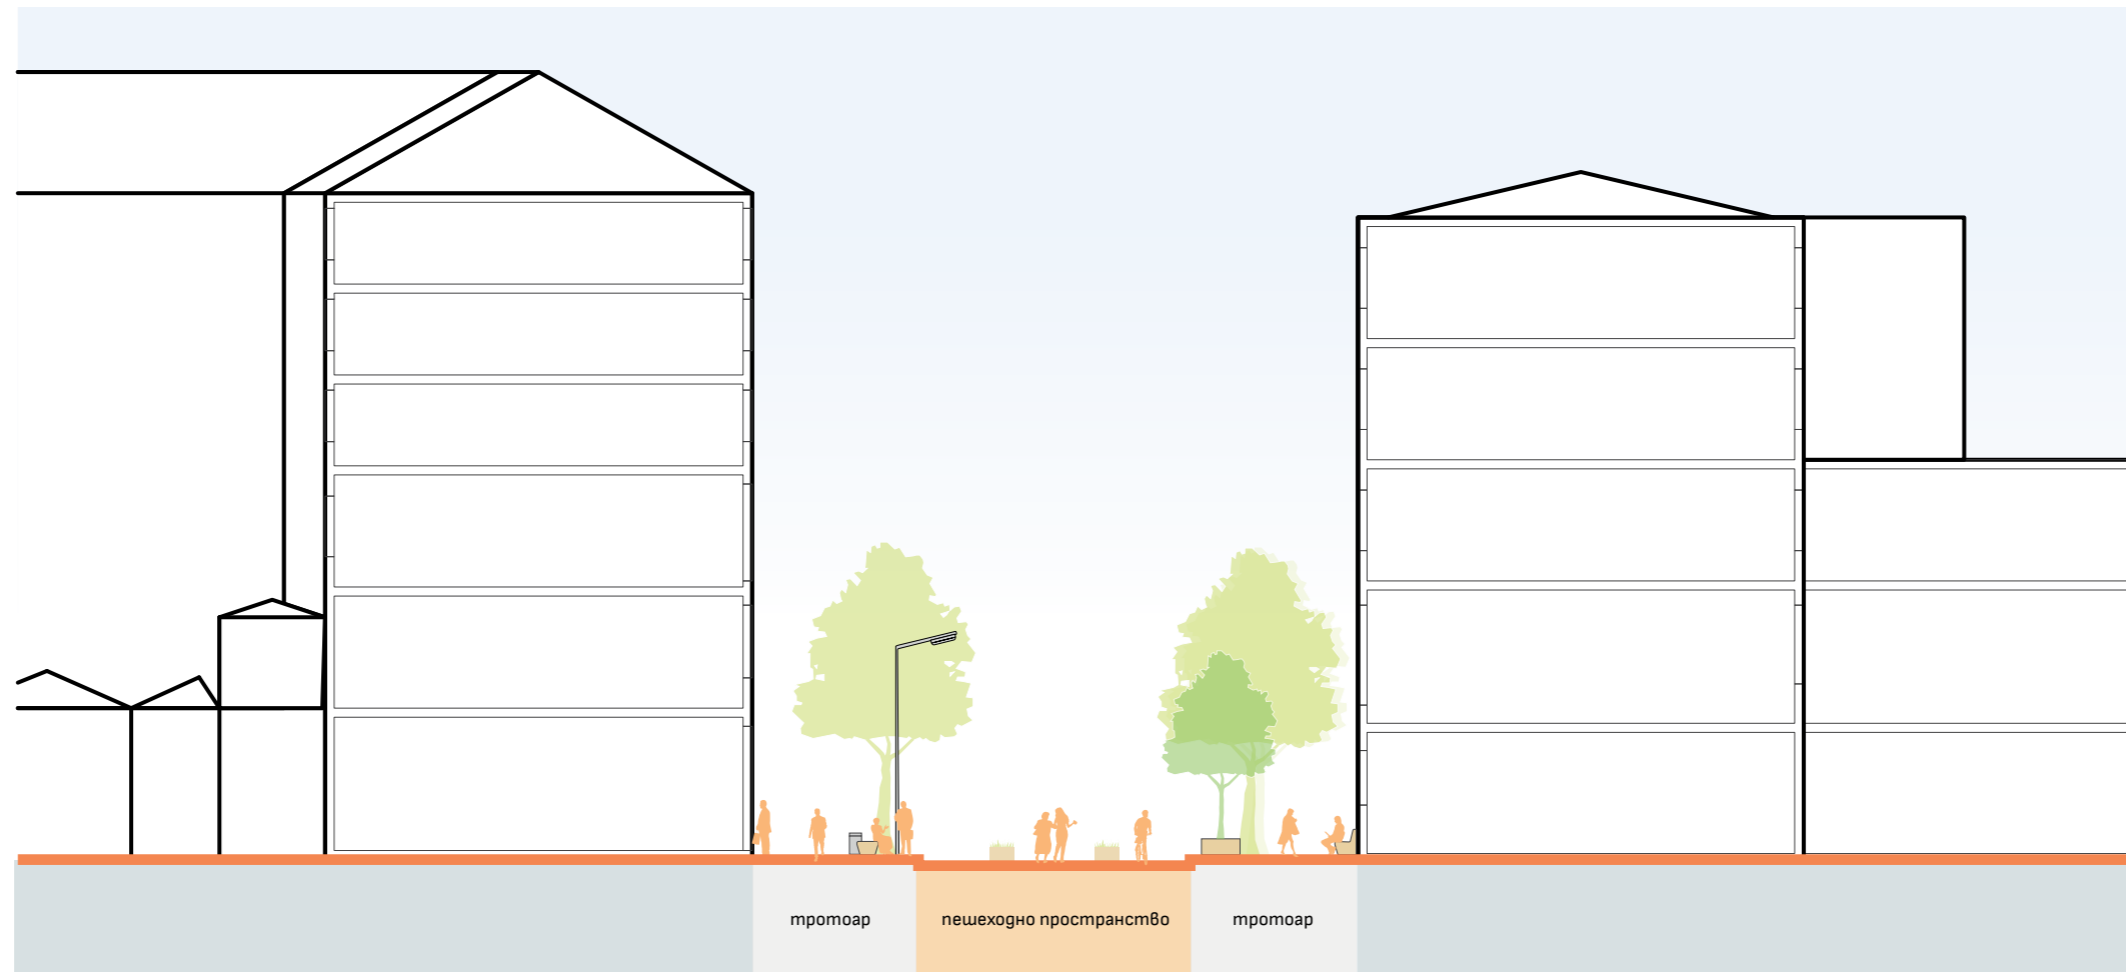 тротоар
пешеходно пространство
тротоар